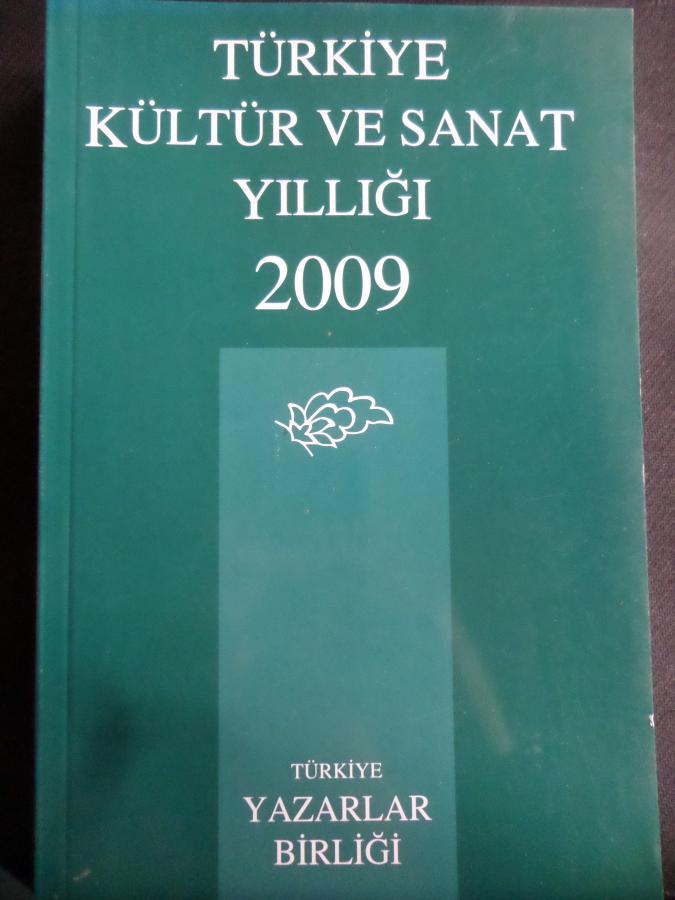 TÜRKİYE
KÜLTÜR VE SANAT
YILLIĞI
2009
TÜRKİYE
YAZARLAR
BİRLİĞİ